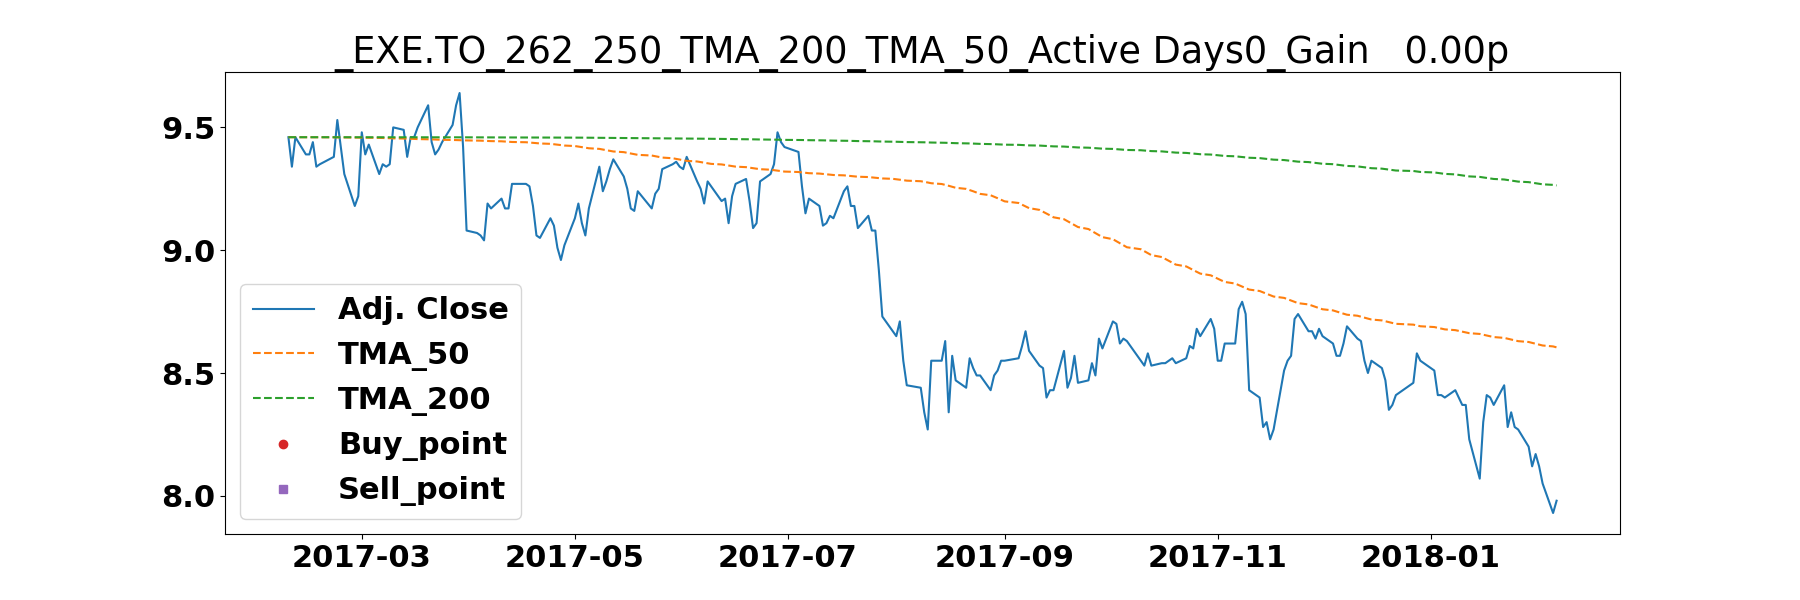 _EXE.TO_262_250_TMA_200_TMA_50_Active Days0_Gain   0.00p
9.5
9.0
8.5
8.0
Adj. Close
TMA_50
TMA_200
Buy_point
Sell_point
2017-03 2017-05 2017-07 2017-09 2017-11 2018-01